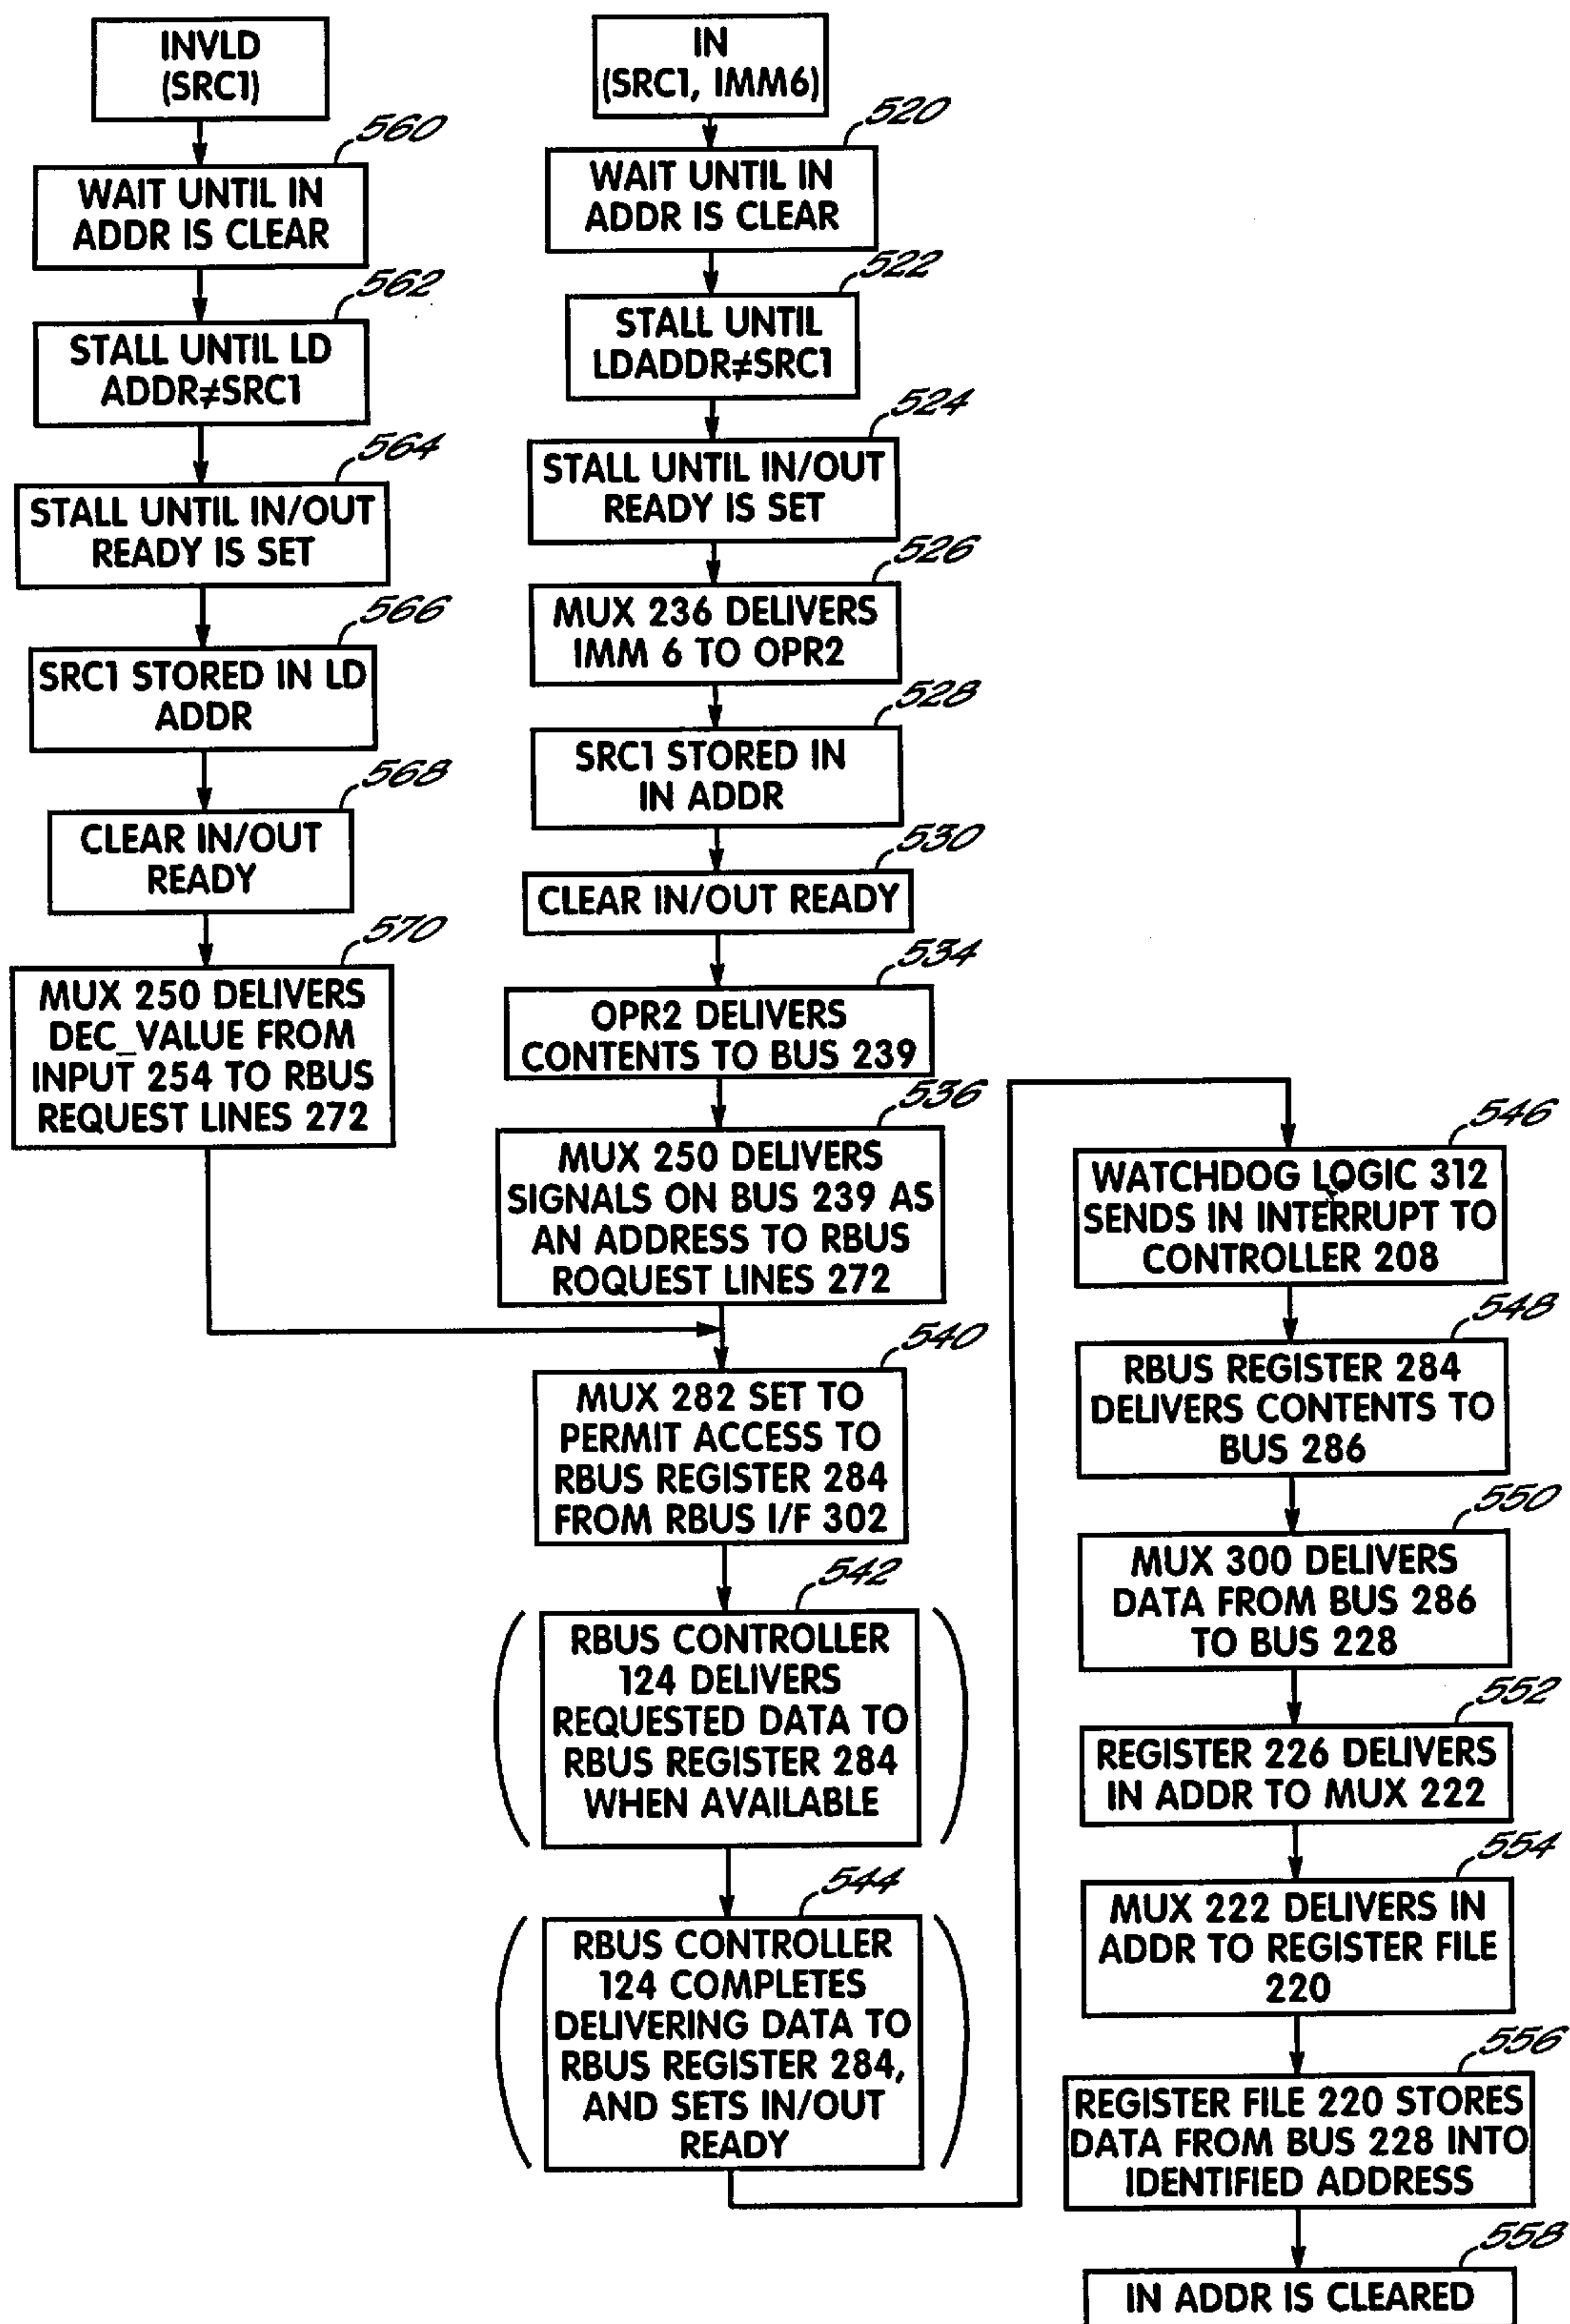 INVLD
(SRC1)
560
WAIT UNTIL IN
ADDR IS CLEAR
562
STALL UNTIL LD
ADDR≠SRC1
564
STALL UNTIL IN/OUT
READY IS SET
566
SRC1 STORED IN LD
ADDR
568
CLEAR IN/OUT
READY
570
MUX 250 DELIVERS
DEC_VALUE FROM
INPUT 254 TO RBUS
REQUEST LINES 272
IN
(SRC1, IMM6)
520
WAIT UNTIL IN
ADDR IS CLEAR
522
STALL UNTIL
LDADDR≠SRC1
524
STALL UNTIL IN/OUT
READY IS SET
526
MUX 236 DELIVERS
IMM 6 TO OPR2
528
SRC1 STORED IN
IN ADDR
530
CLEAR IN/OUT READY
534
OPR2 DELIVERS
CONTENTS TO BUS 239
536
MUX 250 DELIVERS
SIGNALS ON BUS 239 AS
AN ADDRESS TO RBUS
ROQUEST LINES 272
540
MUX 282 SET TO
PERMIT ACCESS TO
RBUS REGISTER 284
FROM RBUS I/F 302
542
RBUS CONTROLLER
124 DELIVERS
REQUESTED DATA TO
RBUS REGISTER 284
WHEN AVAILABLE
544
RBUS CONTROLLER
124 COMPLETES
DELIVERING DATA TO
RBUS REGISTER 284,
AND SETS IN/OUT
READY
546
WATCHDOG LOGIC 312
SENDS IN INTERRUPT TO
CONTROLLER 208
548
RBUS REGISTER 284
DELIVERS CONTENTS TO
BUS 286
550
MUX 300 DELIVERS
DATA FROM BUS 286
TO BUS 228
552
REGISTER 226 DELIVERS
IN ADDR TO MUX 222
554
MUX 222 DELIVERS IN
ADDR TO REGISTER FILE
220
556
REGISTER FILE 220 STORES
DATA FROM BUS 228 INTO
IDENTIFIED ADDRESS
558
IN ADDR IS CLEARED